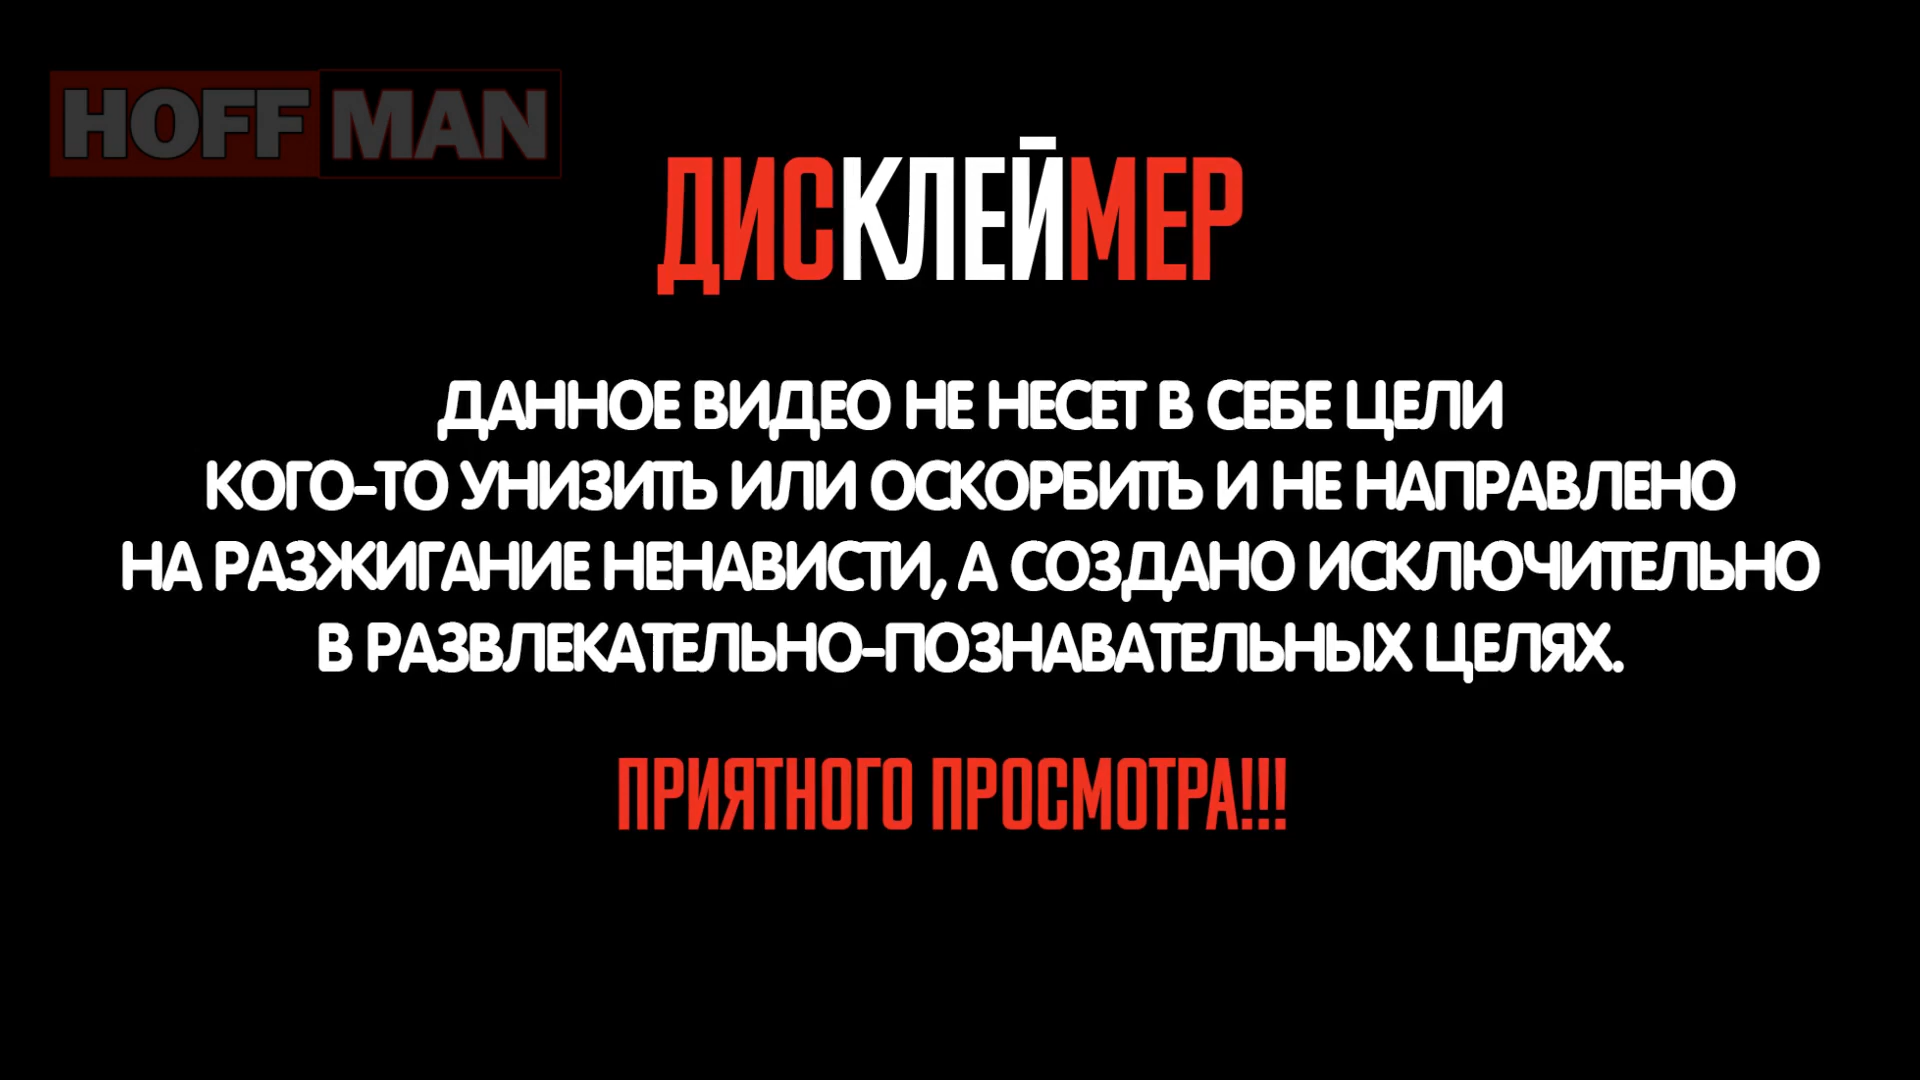 HOFFMAN
ДИСКЛЕЙМЕР
ДАННОЕ ВИДЕО НЕ НЕСЕТ В СЕБЕ ЦЕЛИ
КОГО-ТО УНИЗИТЬ ИЛИ ОСКОРБИТЬ И НЕ НАПРАВЛЕНО
НА РАЗЖИГАНИЕ НЕНАВИСТИ, А СОЗДАНО ИСКЛЮЧИТЕЛЬНО
В РАЗВЛЕКАТЕЛЬНО-ПОЗНАВАТЕЛЬНЫХ ЦЕЛЯХ.
ПРИЯТНОГО ПРОСМОТРА!!!